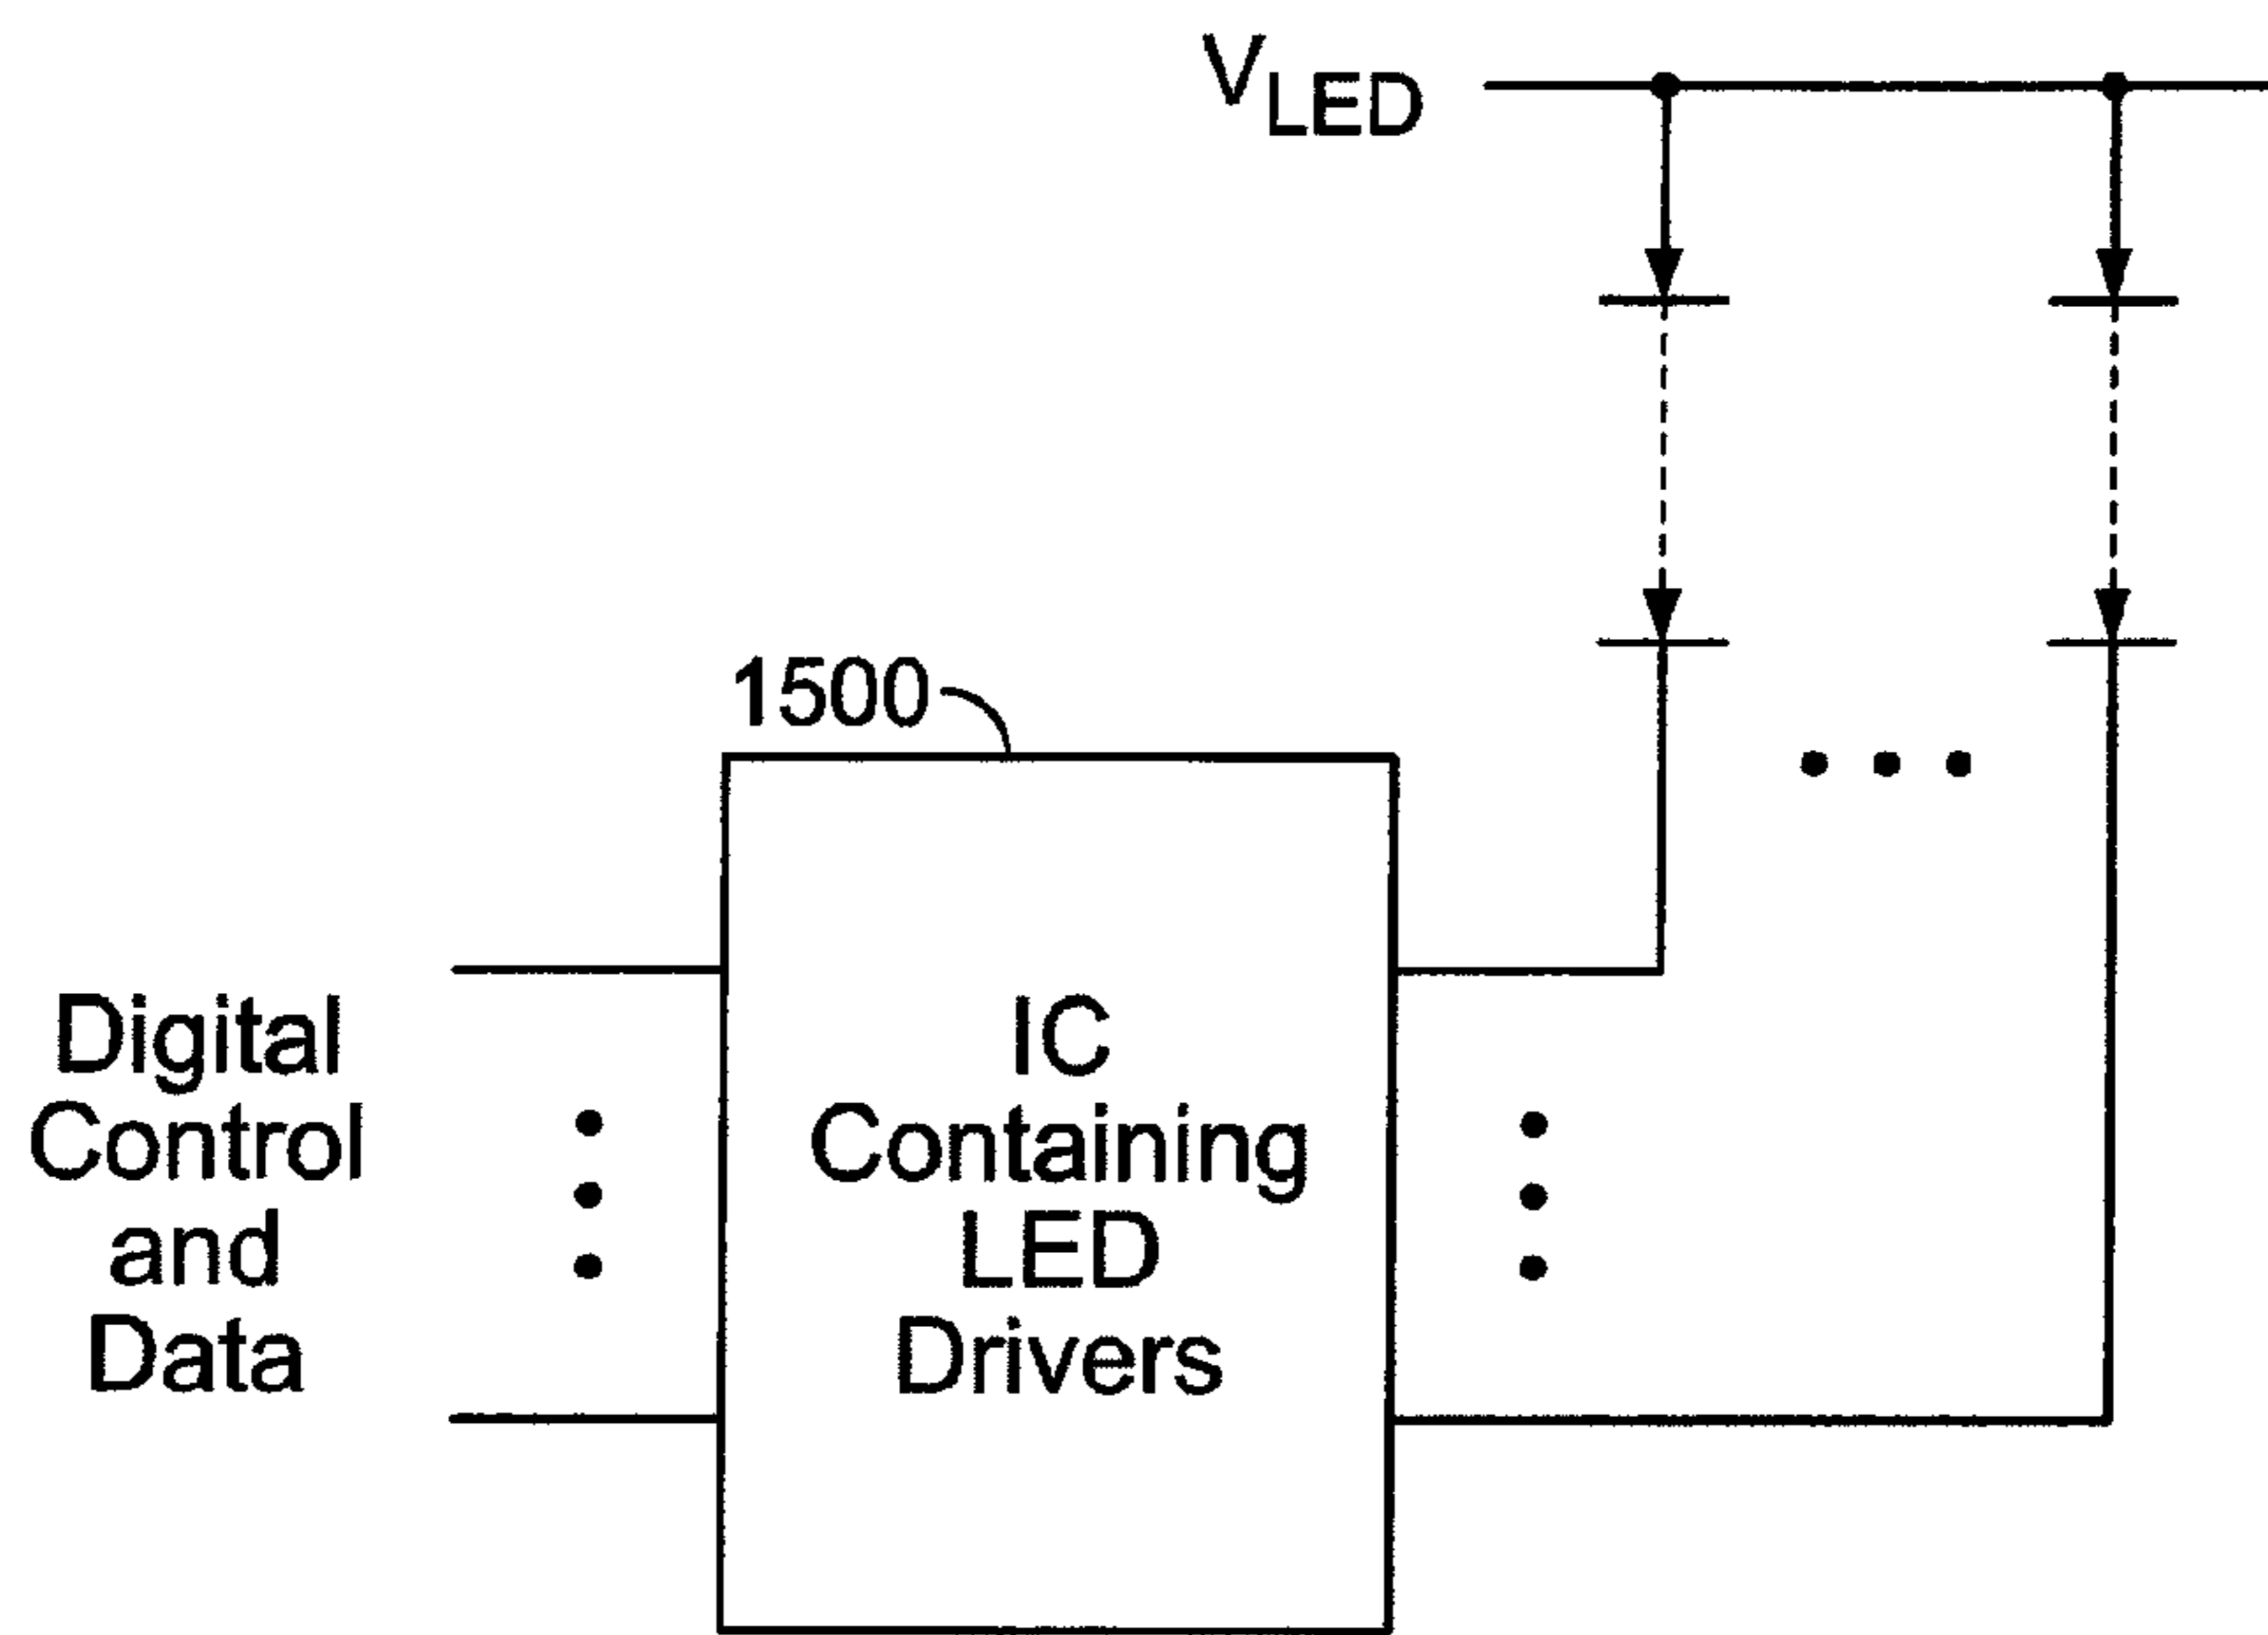 VLED
1500
Digital
Control
and
Data
IC
Containing
LED
Drivers